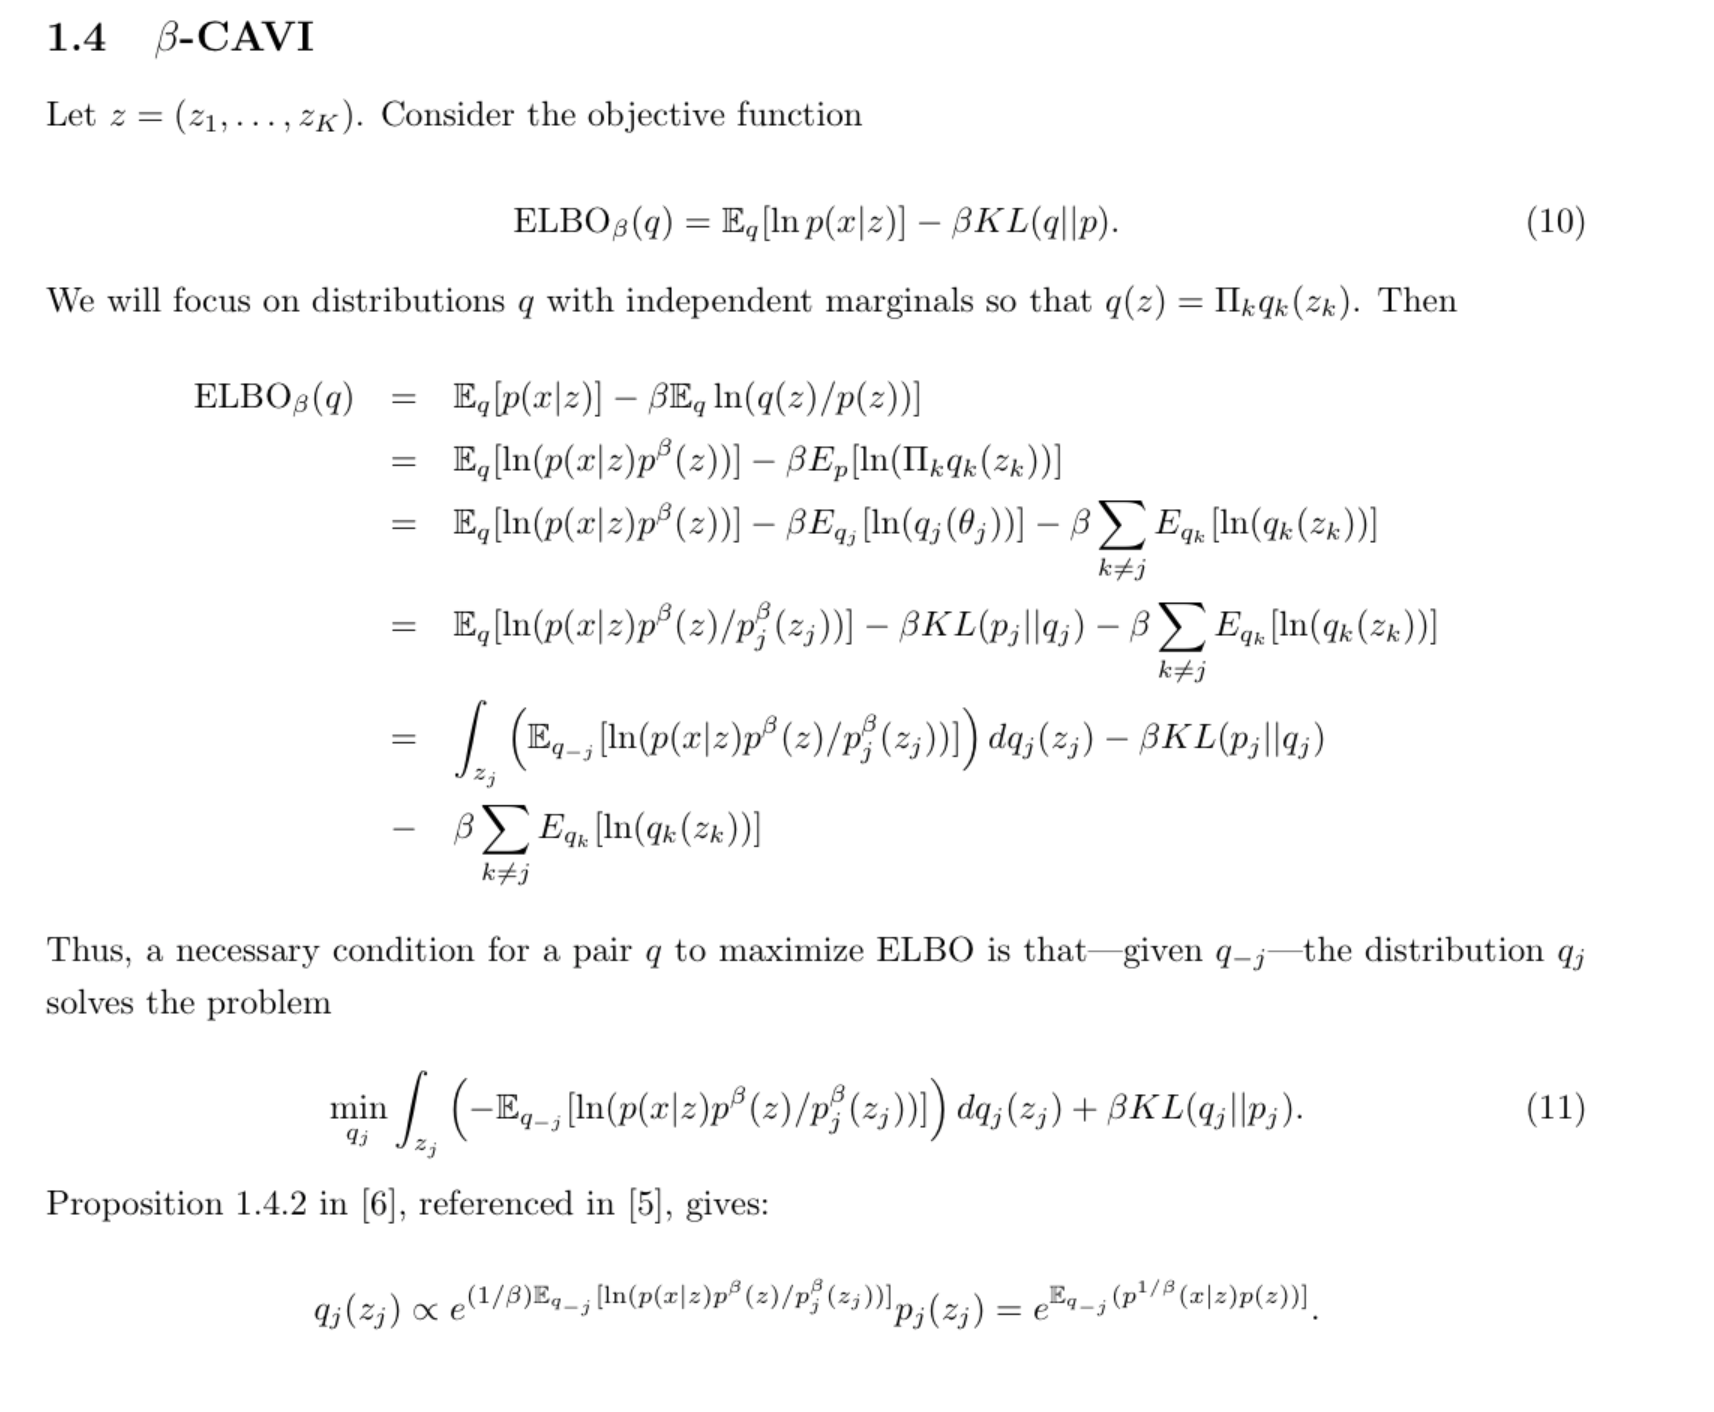 1.4 β-CAVI
Let z = (z₁, . . . , z_K). Consider the objective function
ELBO_β(q) = 𝔼_q[ln p(x|z)] − βKL(q||p). (10)
We will focus on distributions q with independent marginals so that q(z) = Π_k q_k(z_k). Then
ELBO_β(q) = 𝔼_q[p(x|z)] − β𝔼_q ln(q(z)/p(z))]
= 𝔼_q[ln(p(x|z)p^β(z))] − βE_p[ln(Π_k q_k(z_k))]
= 𝔼_q[ln(p(x|z)p^β(z))] − βE_{q_j}[ln(q_j(θ_j))] − β ∑_{k≠j} E_{q_k}[ln(q_k(z_k))]
= 𝔼_q[ln(p(x|z)p^β(z)/p_j^β(z_j))] − βKL(p_j||q_j) − β ∑_{k≠j} E_{q_k}[ln(q_k(z_k))]
= ∫_{z_j} (𝔼_{q_{−j}}[ln(p(x|z)p^β(z)/p_j^β(z_j))]) dq_j(z_j) − βKL(p_j||q_j)
− β ∑_{k≠j} E_{q_k}[ln(q_k(z_k))]
Thus, a necessary condition for a pair q to maximize ELBO is that—given q_{−j}—the distribution q_j
solves the problem
min_{q_j} ∫_{z_j} (−𝔼_{q_{−j}}[ln(p(x|z)p^β(z)/p_j^β(z_j))]) dq_j(z_j) + βKL(q_j||p_j). (11)
Proposition 1.4.2 in [6], referenced in [5], gives:
q_j(z_j) ∝ e^{(1/β)𝔼_{q_{−j}}[ln(p(x|z)p^β(z)/p_j^β(z_j))]} p_j(z_j) = e^{𝔼_{q_{−j}}(p^{1/β}(x|z)p(z))]}.